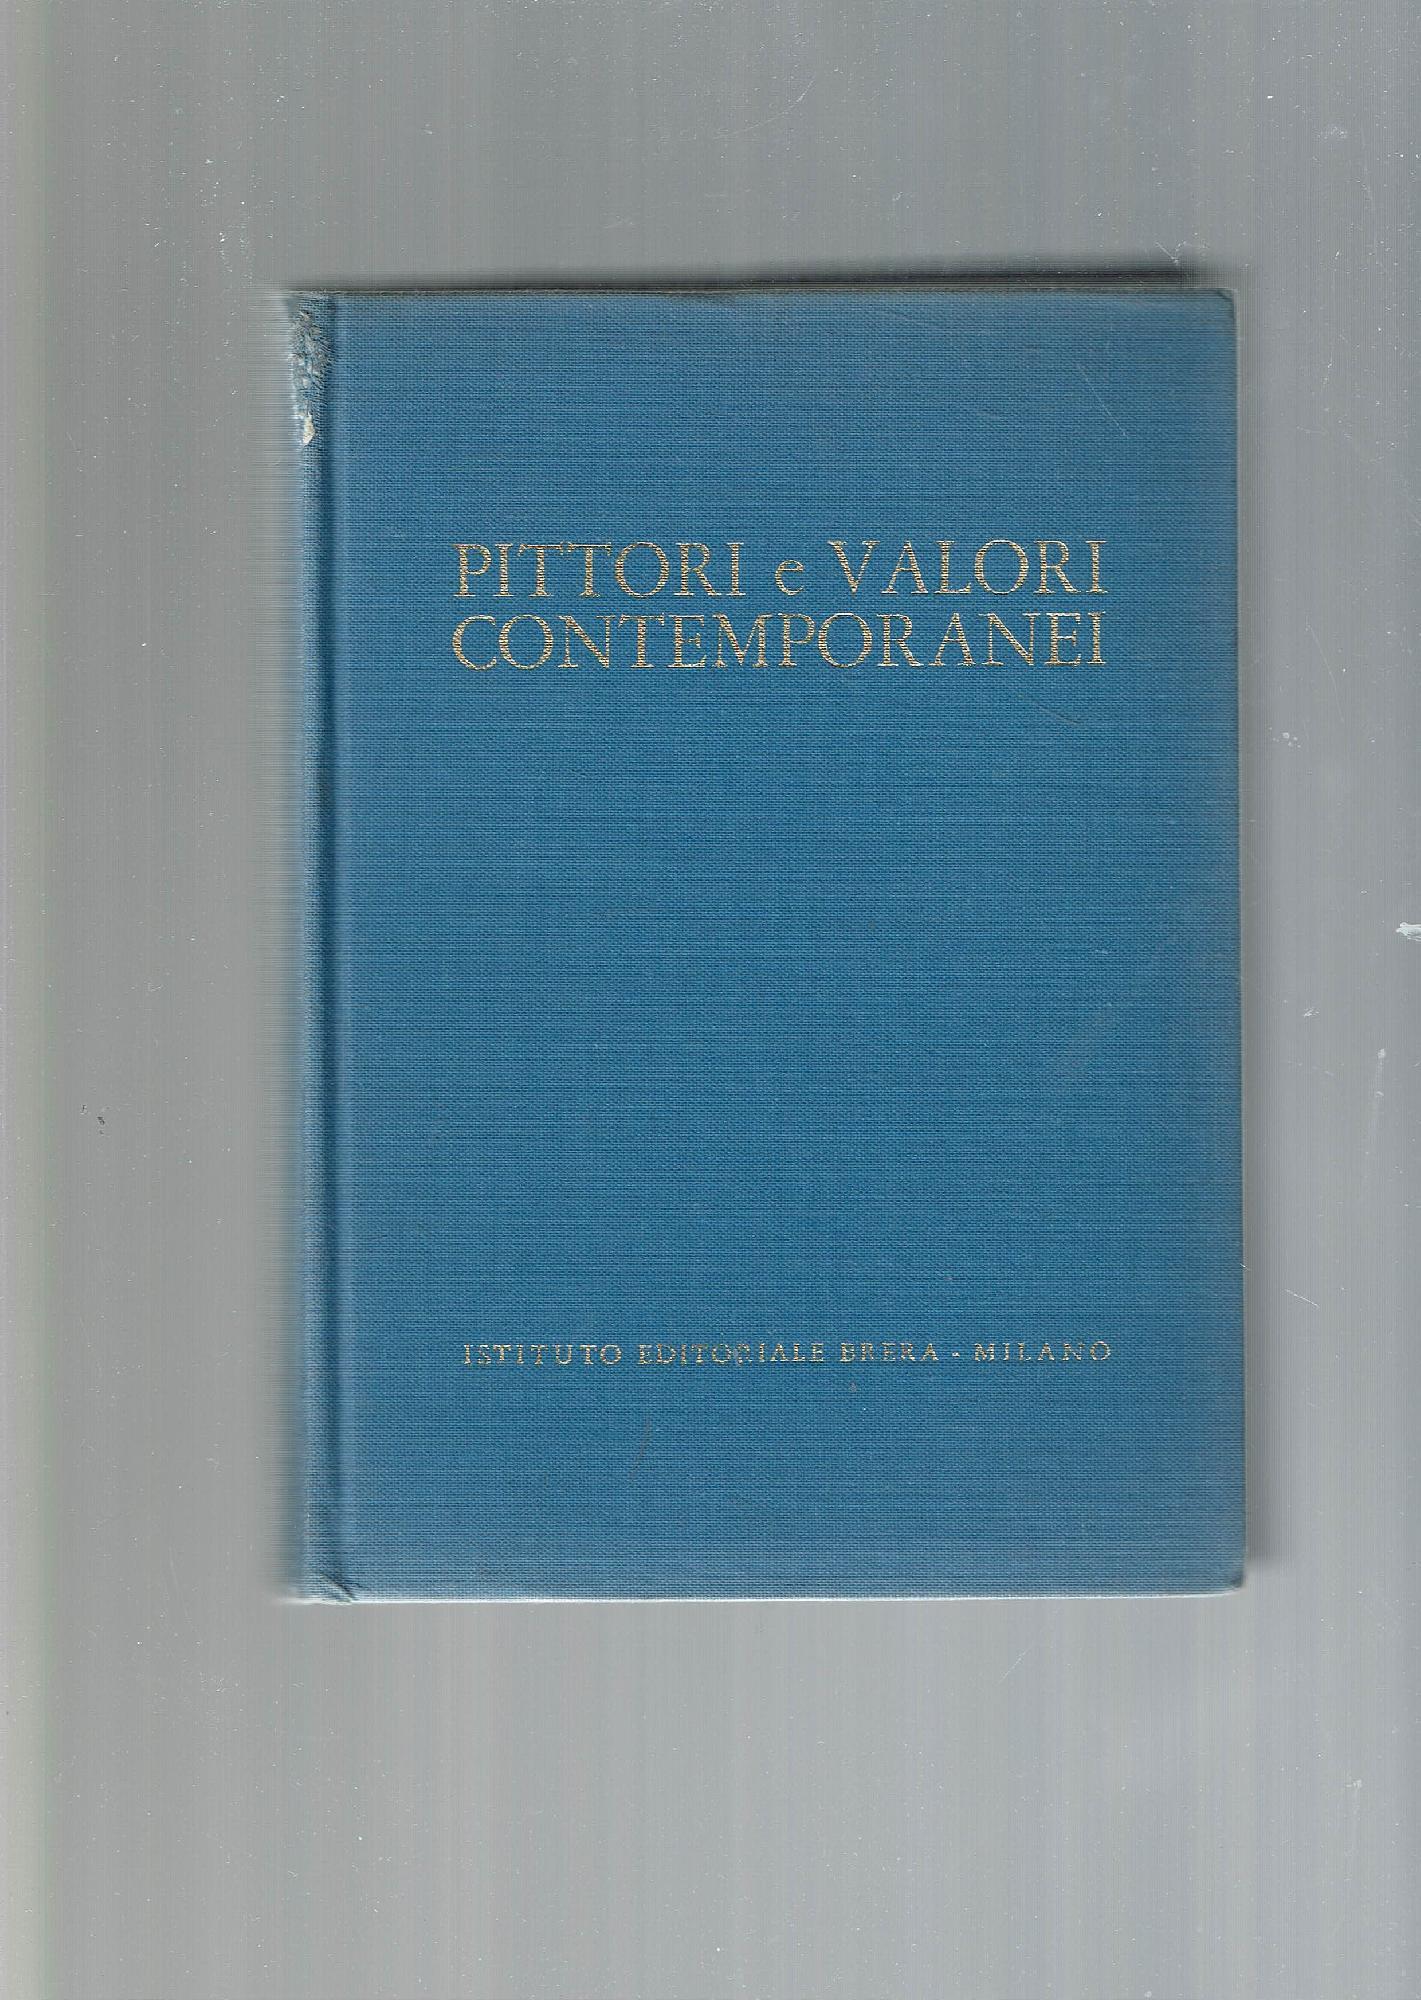 PITTORI e VALORI
CONTEMPORANEI
ISTITUTO EDITORIALE BRERA - MILANO